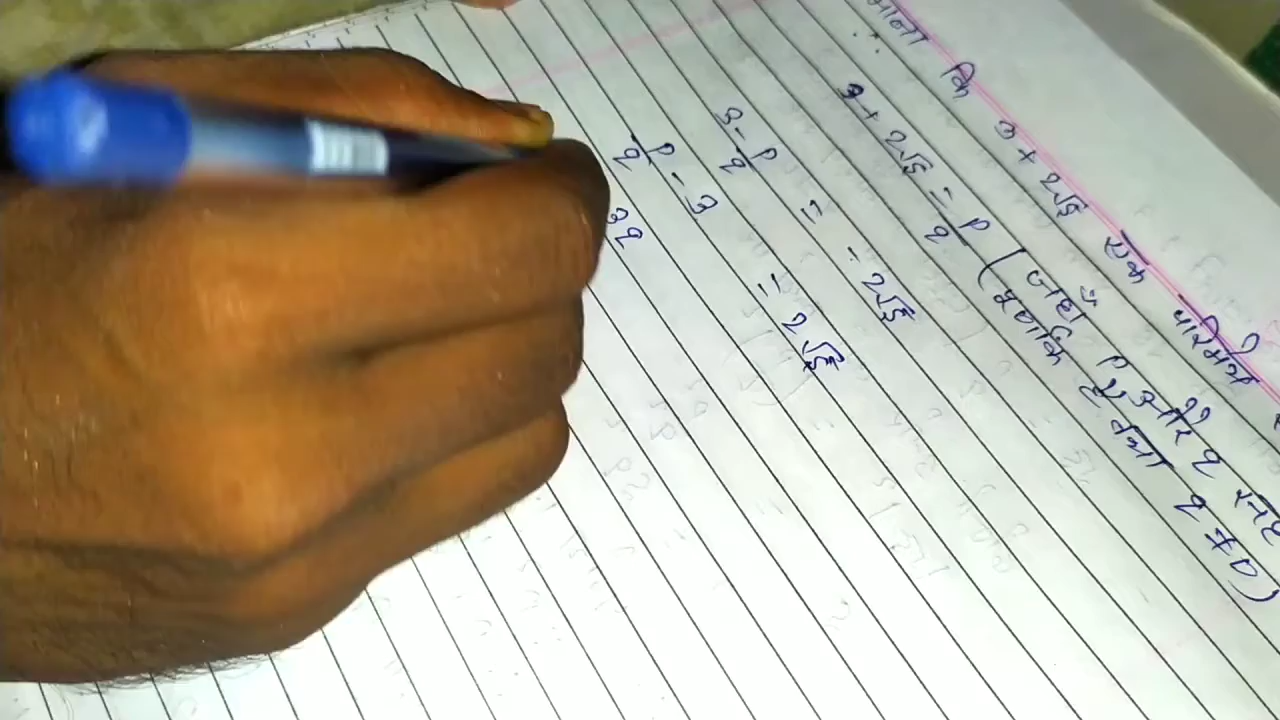 माना कि 3 + 2√5 एक परिमेय
∴ 3 + 2√5 = p/q (जहाँ p और q सह
पूर्णांक है तथा q ≠ 0)
3 - p/q = - 2√5
p/q - 3 = 2√5
3q